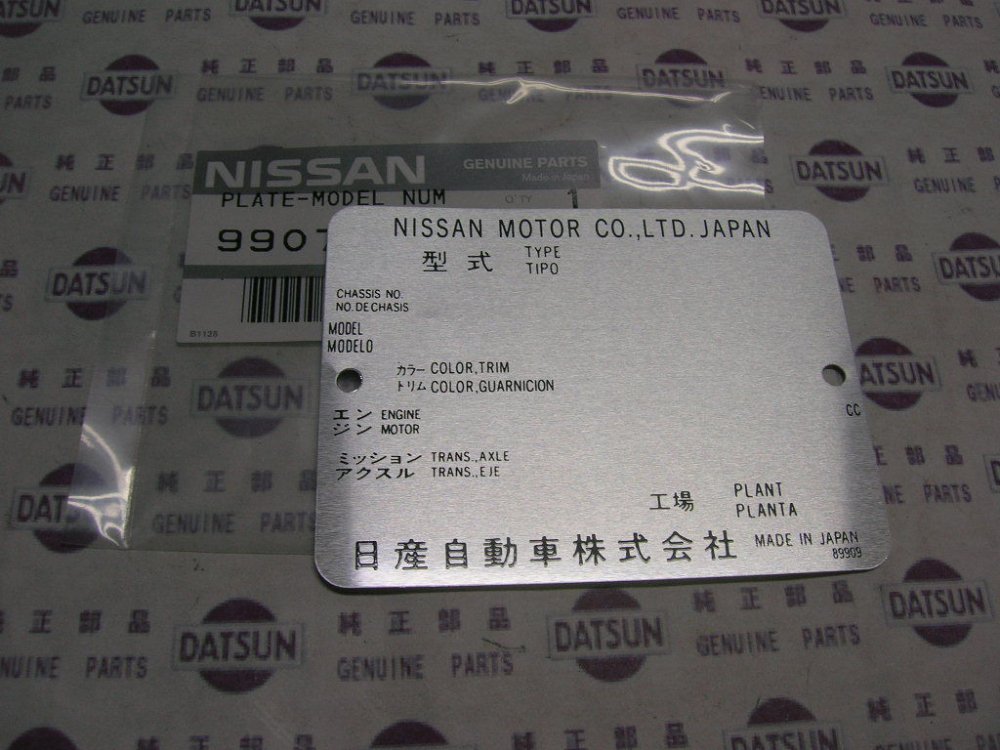 NISSAN
GENUINE PARTS
Made in Japan
PLATE-MODEL NUM
Q'TY 1
9907
B1128
NISSAN MOTOR CO.,LTD. JAPAN
型式 TYPE
TIPO
CHASSIS NO.
NO. DE CHASIS
MODEL
MODELO
カラー COLOR,TRIM
トリム COLOR,GUARNICION
エン ENGINE
ジン MOTOR
CC
ミッション TRANS.,AXLE
アクスル TRANS.,EJE
工場 PLANT
PLANTA
日産自動車株式会社 MADE IN JAPAN
89909
DATSUN
純正部品
GENUINE PARTS